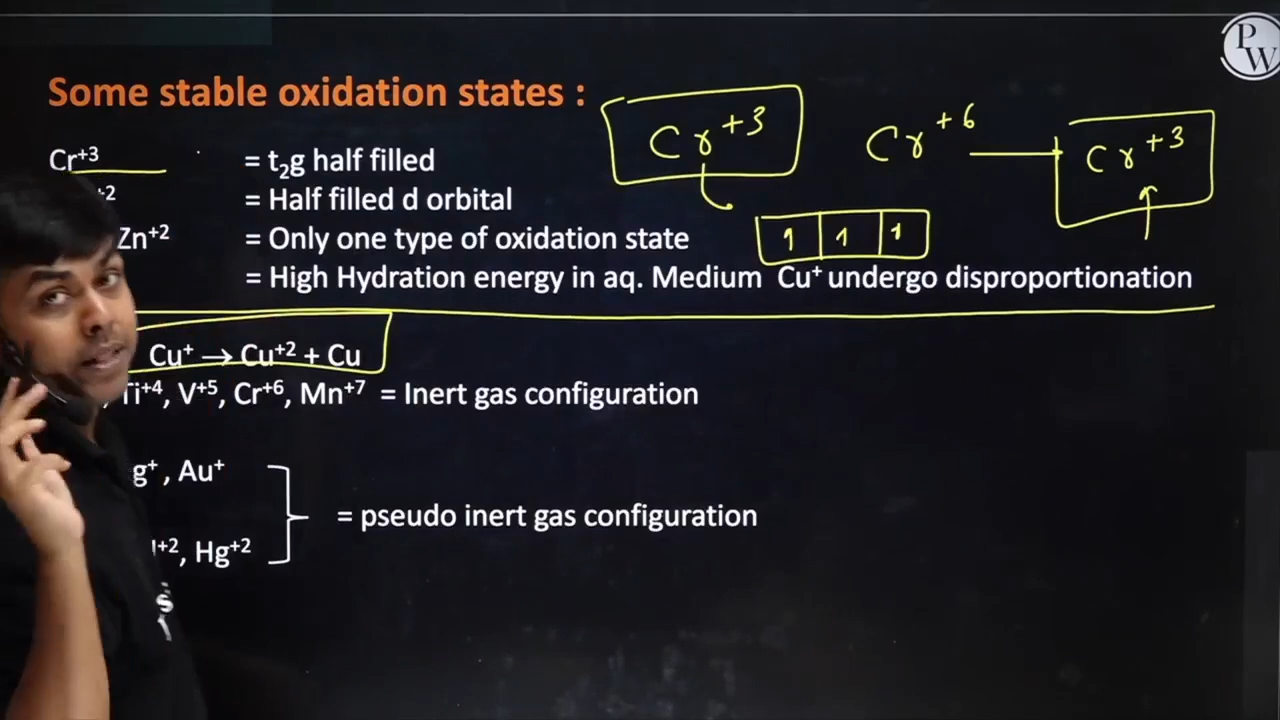 PW
Some stable oxidation states :
Cr⁺³ = t₂g half filled
⁺² = Half filled d orbital
Zn⁺² = Only one type of oxidation state
= High Hydration energy in aq. Medium Cu⁺ undergo disproportionation
Cu⁺ → Cu⁺² + Cu
Ti⁺⁴, V⁺⁵, Cr⁺⁶, Mn⁺⁷ = Inert gas configuration
g⁺, Au⁺
= pseudo inert gas configuration
⁺², Hg⁺²
Cr⁺³
Cr⁺⁶ → Cr⁺³
1 1 1